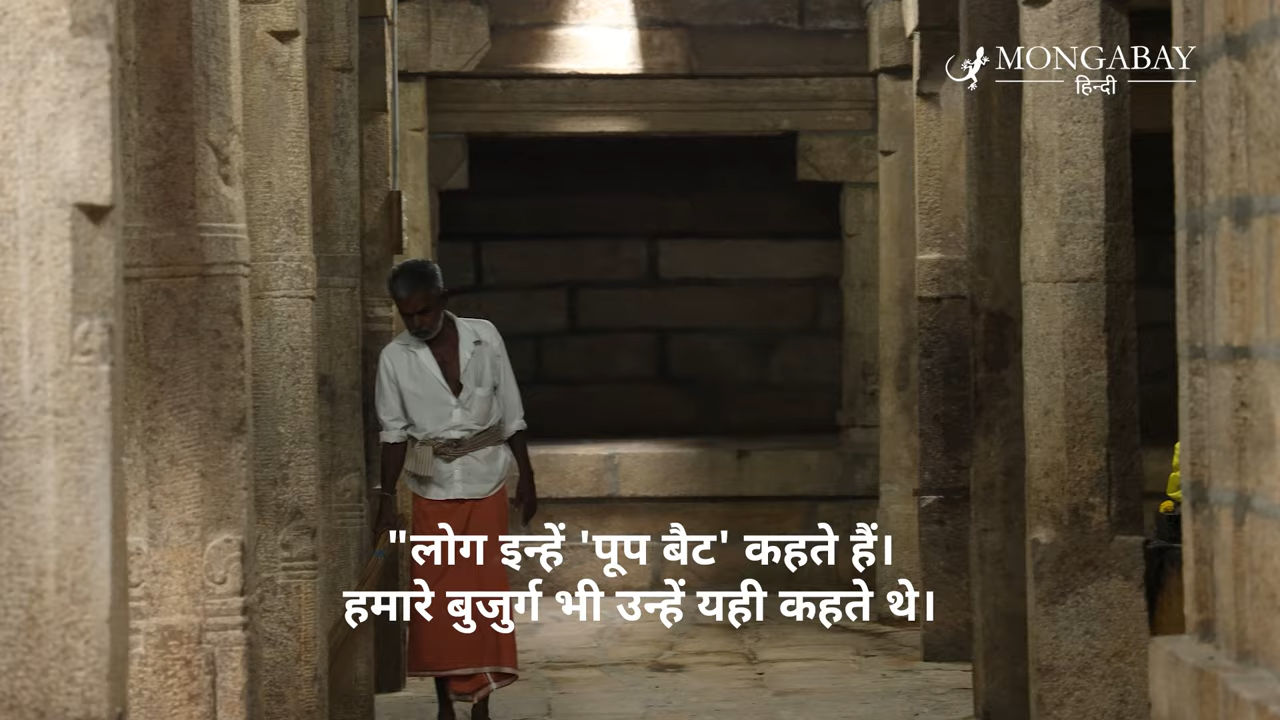 MONGABAY
हिन्दी
"लोग इन्हें 'पूप बैट' कहते हैं।
हमारे बुजुर्ग भी उन्हें यही कहते थे।